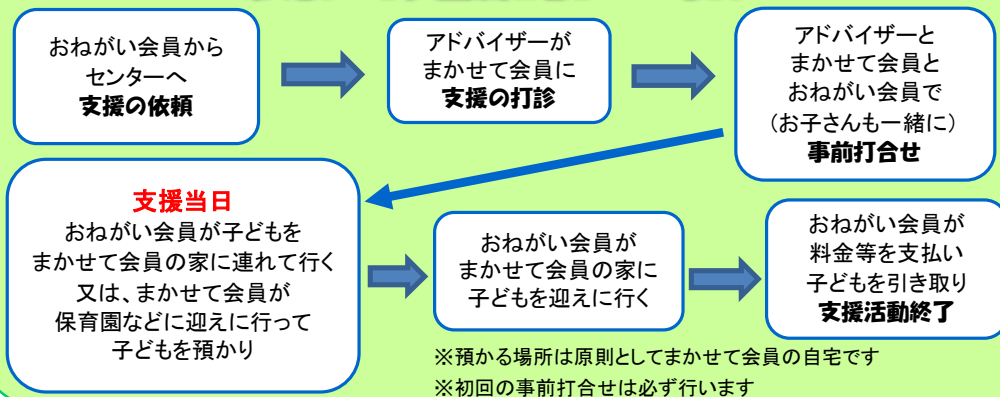 おねがい会員から
センターへ
支援の依頼
アドバイザーが
まかせて会員に
支援の打診
アドバイザーと
まかせて会員と
おねがい会員で
(お子さんも一緒に)
事前打合せ
支援当日
おねがい会員が子どもを
まかせて会員の家に連れて行く
又は、まかせて会員が
保育園などに迎えに行って
子どもを預かり
おねがい会員が
まかせて会員の家に
子どもを迎えに行く
おねがい会員が
料金等を支払い
子どもを引き取り
支援活動終了
※預かる場所は原則としてまかせて会員の自宅です
※初回の事前打合せは必ず行います